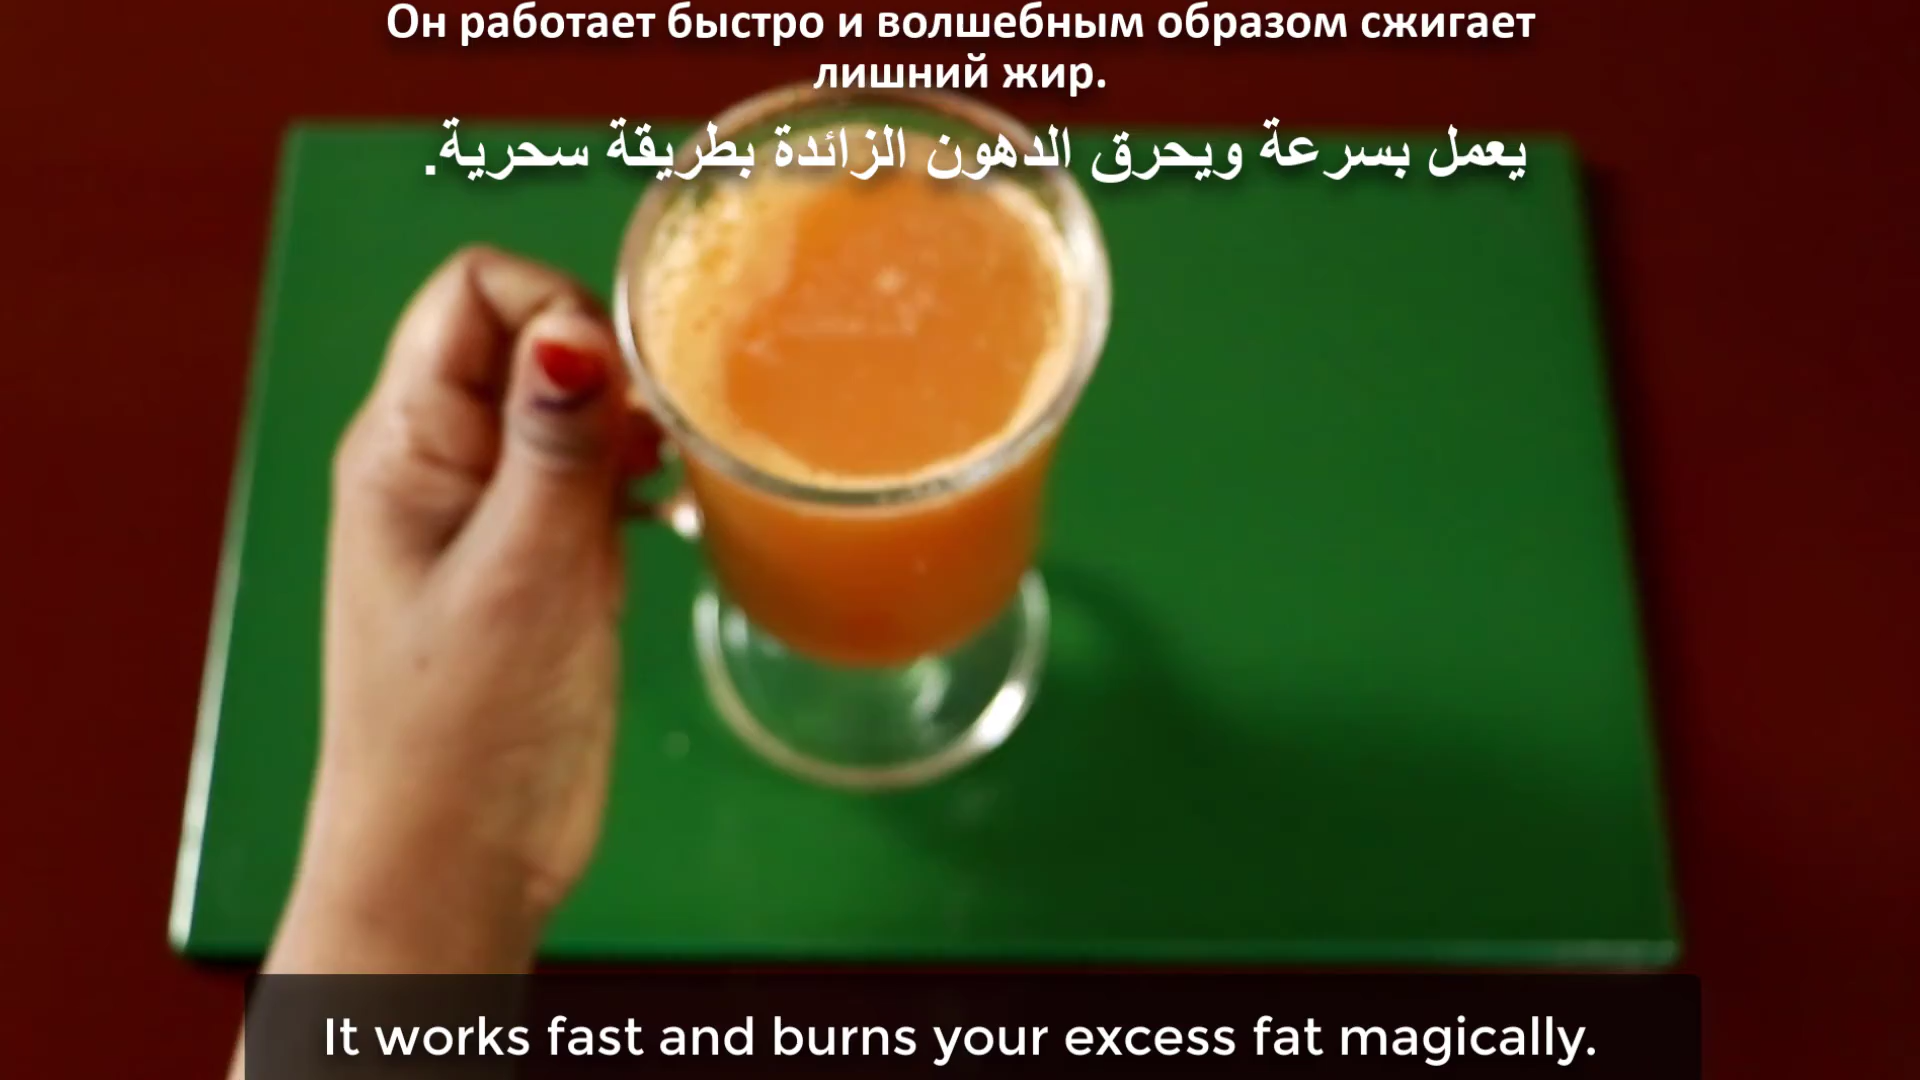 Он работает быстро и волшебным образом сжигает
лишний жир.
يعمل بسرعة ويحرق الدهون الزائدة بطريقة سحرية.
It works fast and burns your excess fat magically.